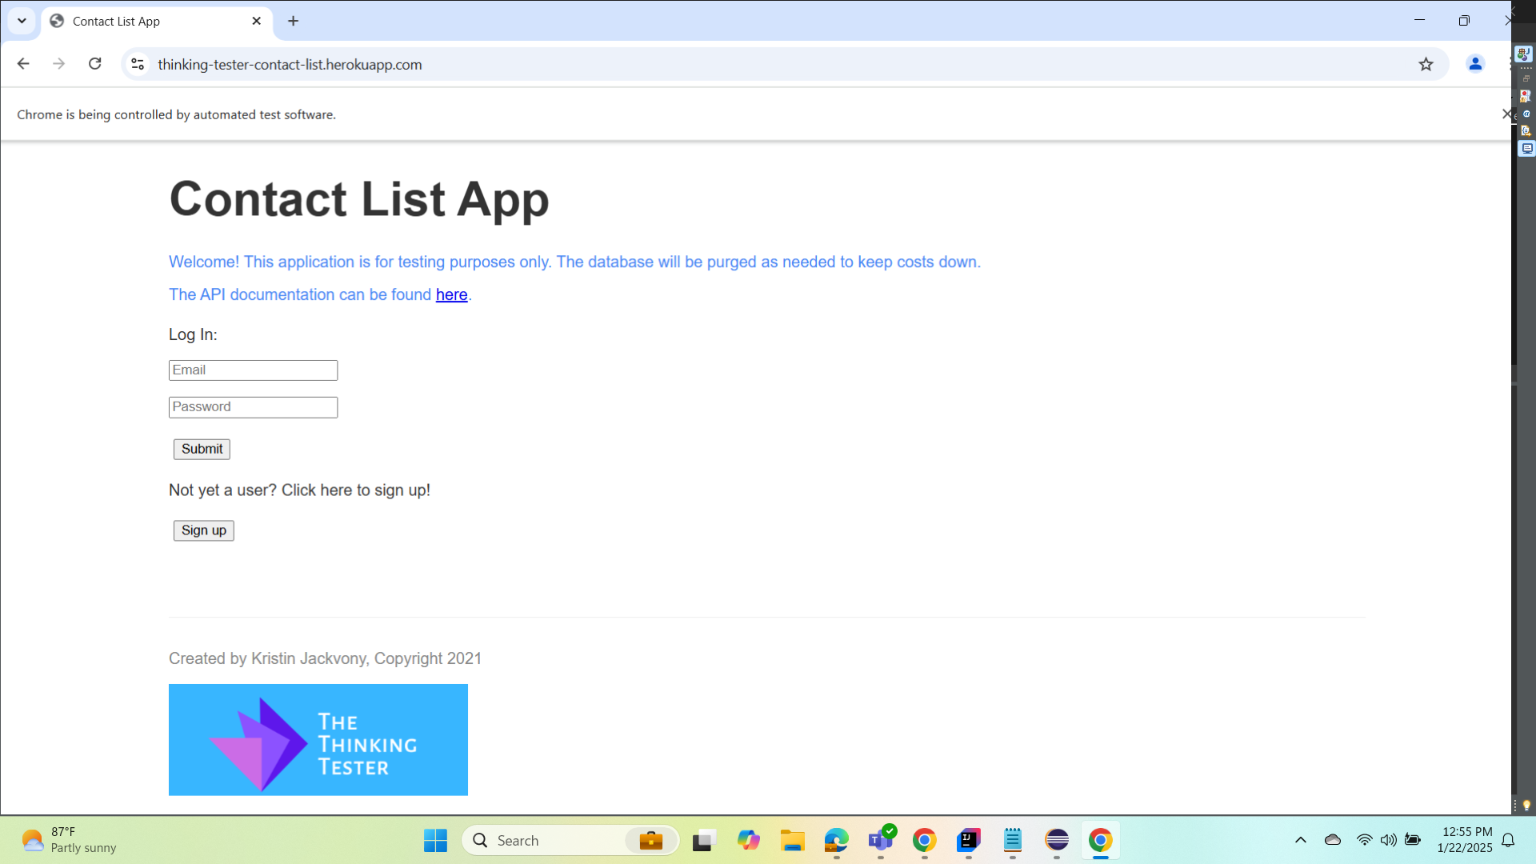 Contact List App
thinking-tester-contact-list.herokuapp.com
Chrome is being controlled by automated test software.
Contact List App
Welcome! This application is for testing purposes only. The database will be purged as needed to keep costs down.
The API documentation can be found here.
Log In:
Email
Password
Submit
Not yet a user? Click here to sign up!
Sign up
Created by Kristin Jackvony, Copyright 2021
THE
THINKING
TESTER
87°F
Partly sunny
Search
12:55 PM
1/22/2025